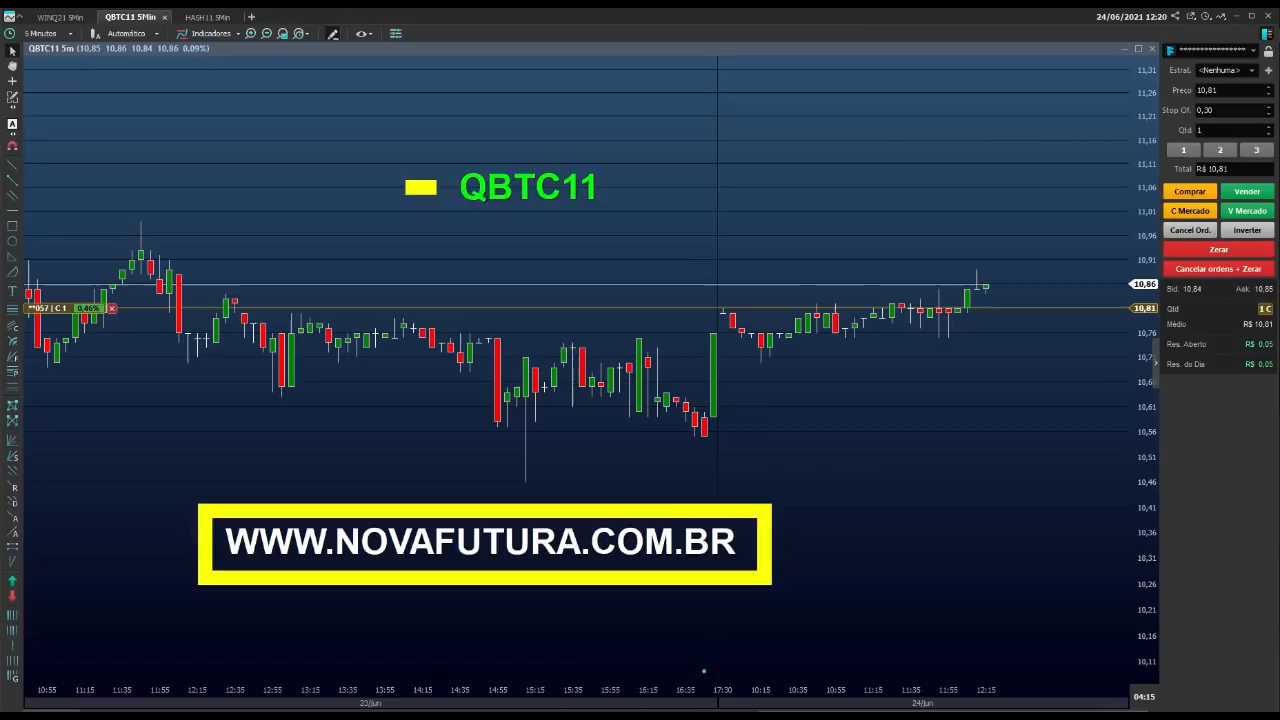 WINQ21 5Min QBTC11 5Min HASH11 5Min 24/06/2021 12:20
5 Minutos Automático Indicadores
QBTC11 5m (10,85 10,86 10,84 10,86 0,09%)
11,31
11,26
11,21
11,16
11,11
11,06
11,01
10,96
10,91
10,86
10,81
10,76
10,61
10,56
10,51
10,46
10,41
10,36
10,31
10,26
10,21
10,16
10,11
QBTC11
**057 | C 1 0,46%
WWW.NOVAFUTURA.COM.BR
10:55 11:15 11:35 11:55 12:15 12:35 12:55 13:15 13:35 13:55 14:15 14:35 14:55 15:15 15:35 15:55 16:15 16:35 17:30 10:15 10:35 10:55 11:15 11:35 11:55 12:15
23/jun 24/jun 04:15
****************
Estrat. <Nenhuma>
Preco 10,81
Stop Of. 0,30
Qtd 1
1 2 3
Total R$ 10,81
Comprar Vender
C Mercado V Mercado
Cancel Ord. Inverter
Zerar
Cancelar ordens + Zerar
Bid: 10,84 Ask: 10,85
Qtd 1 C
Médio R$ 10,81
Res. Aberto R$ 0,05
Res. do Dia R$ 0,05